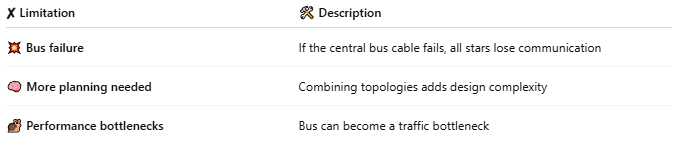 ✗ Limitation 🛠️ Description
💥 Bus failure If the central bus cable fails, all stars lose communication
🧠 More planning needed Combining topologies adds design complexity
🐌 Performance bottlenecks Bus can become a traffic bottleneck